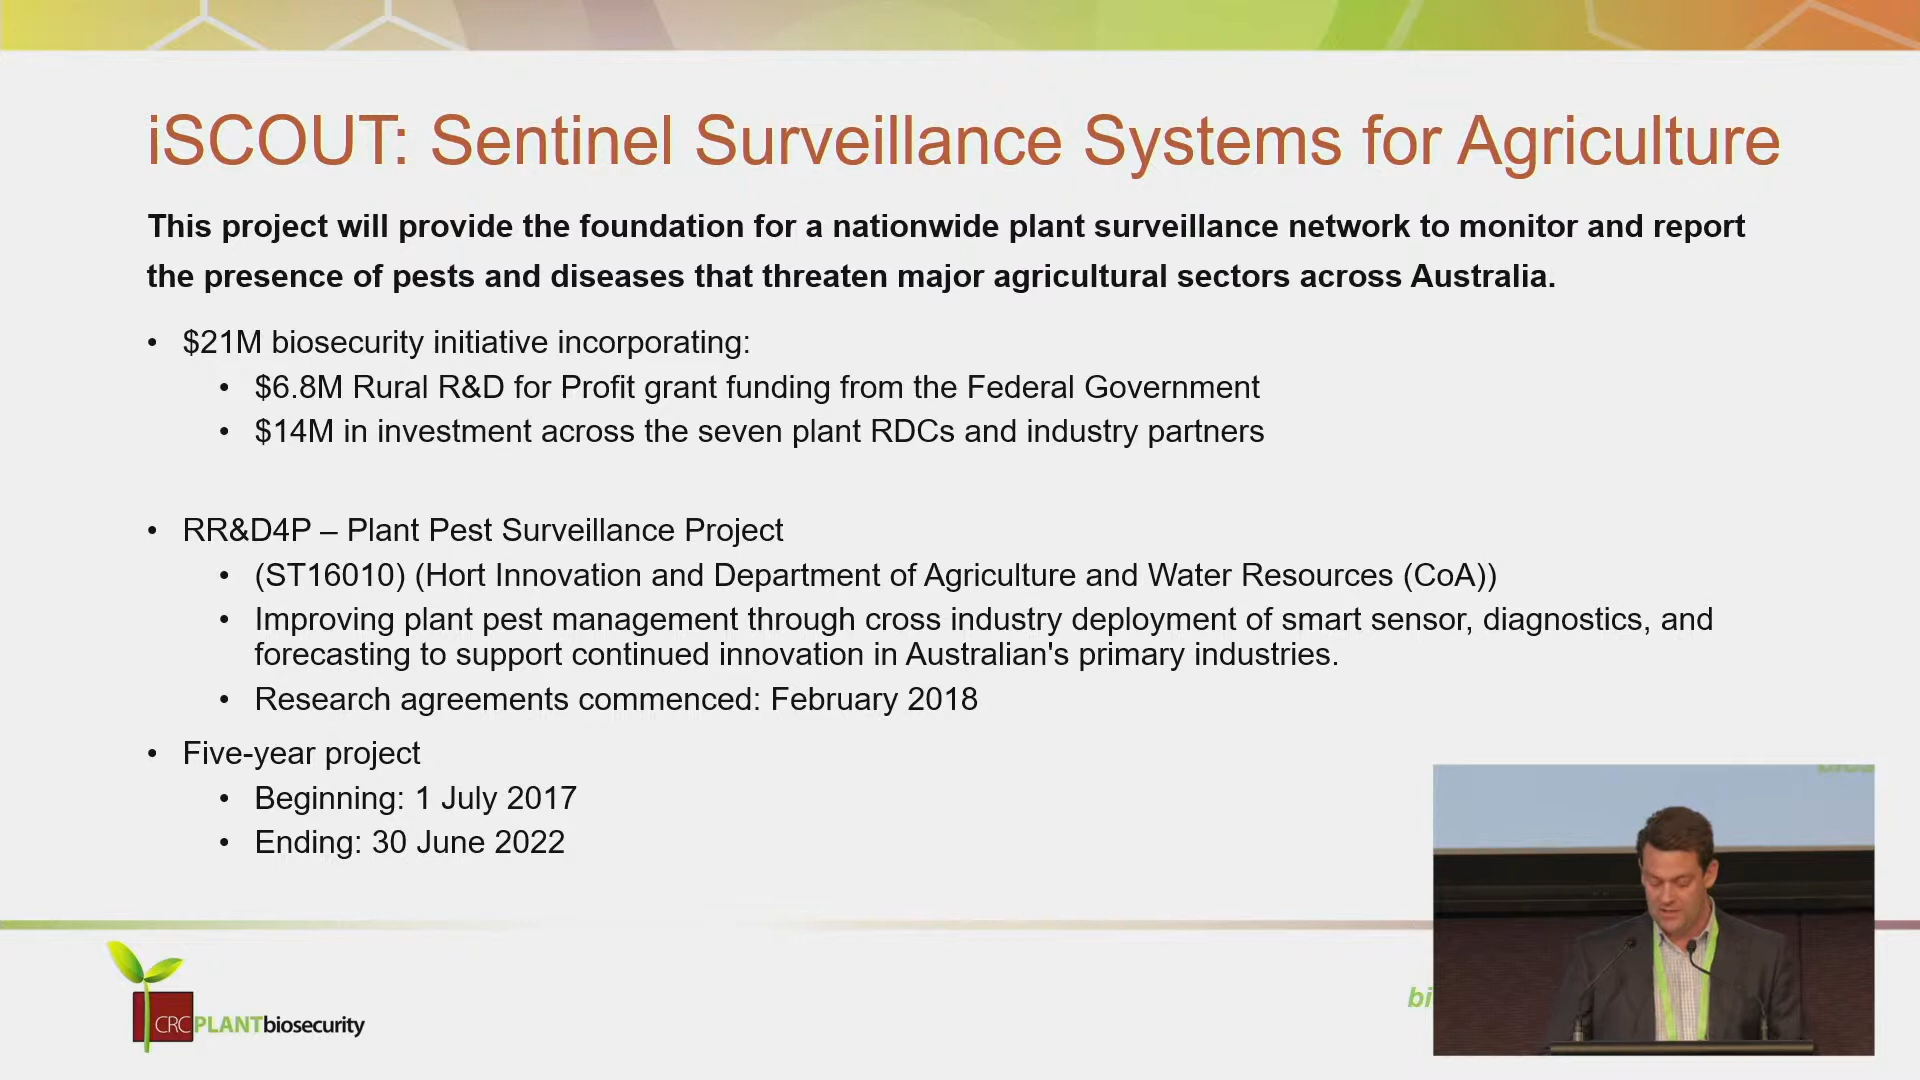 iSCOUT: Sentinel Surveillance Systems for Agriculture
This project will provide the foundation for a nationwide plant surveillance network to monitor and report
the presence of pests and diseases that threaten major agricultural sectors across Australia.
• $21M biosecurity initiative incorporating:
• $6.8M Rural R&D for Profit grant funding from the Federal Government
• $14M in investment across the seven plant RDCs and industry partners
• RR&D4P – Plant Pest Surveillance Project
• (ST16010) (Hort Innovation and Department of Agriculture and Water Resources (CoA))
• Improving plant pest management through cross industry deployment of smart sensor, diagnostics, and
forecasting to support continued innovation in Australian's primary industries.
• Research agreements commenced: February 2018
• Five-year project
• Beginning: 1 July 2017
• Ending: 30 June 2022
CRCPLANTbiosecurity